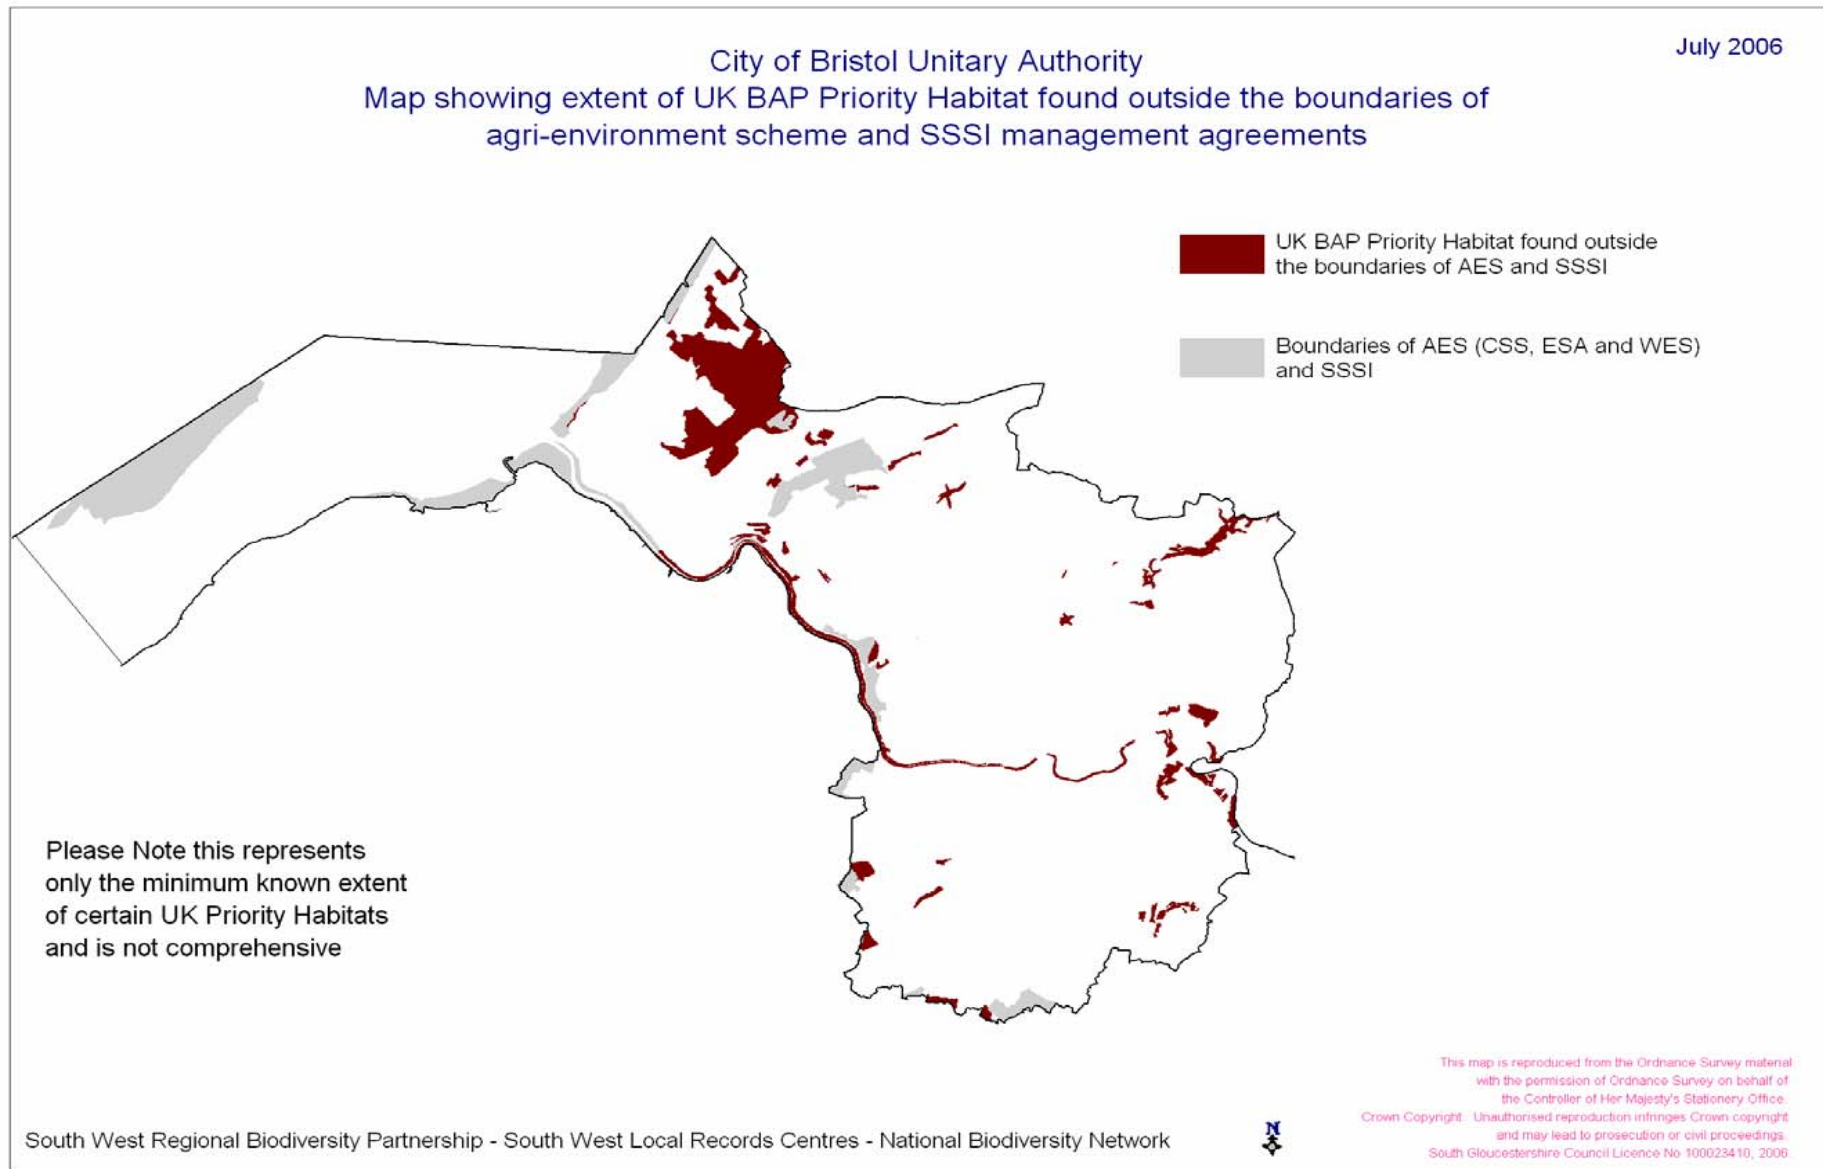 July 2006
City of Bristol Unitary Authority
Map showing extent of UK BAP Priority Habitat found outside the boundaries of
agri-environment scheme and SSSI management agreements
UK BAP Priority Habitat found outside
the boundaries of AES and SSSI
Boundaries of AES (CSS, ESA and WES)
and SSSI
Please Note this represents
only the minimum known extent
of certain UK Priority Habitats
and is not comprehensive
This map is reproduced from the Ordnance Survey material
with the permission of Ordnance Survey on behalf of
the Controller of Her Majesty's Stationery Office.
Crown Copyright. Unauthorised reproduction infringes Crown copyright
and may lead to prosecution or civil proceedings.
South Gloucestershire Council Licence No 100023410, 2006.
South West Regional Biodiversity Partnership - South West Local Records Centres - National Biodiversity Network
N